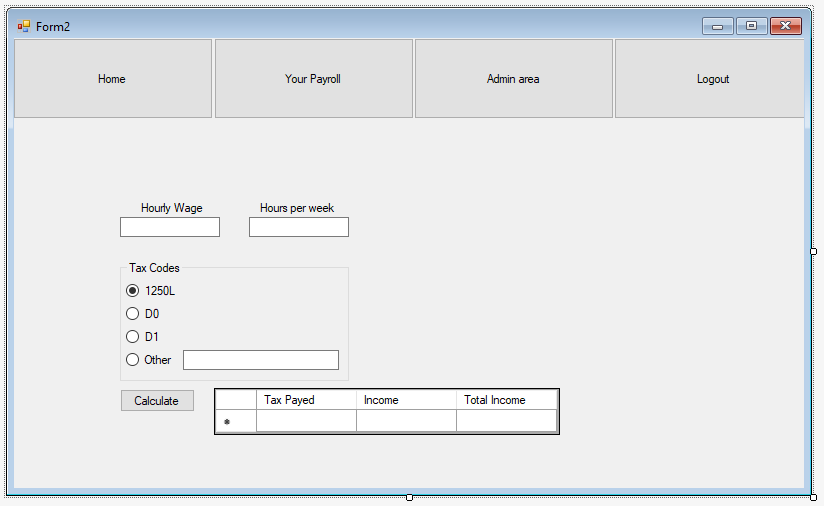 Form2
Home Your Payroll Admin area Logout
Hourly Wage Hours per week
Tax Codes
1250L
D0
D1
Other
Calculate
Tax Payed Income Total Income
*